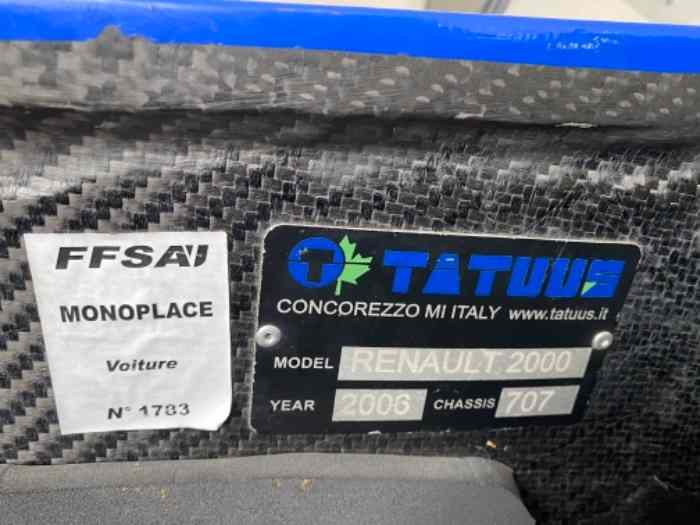 FFSA
MONOPLACE
Voiture
N° 1783
TATUUS
CONCOREZZO MI ITALY www.tatuus.it
MODEL RENAULT 2000
YEAR 2006 CHASSIS 707